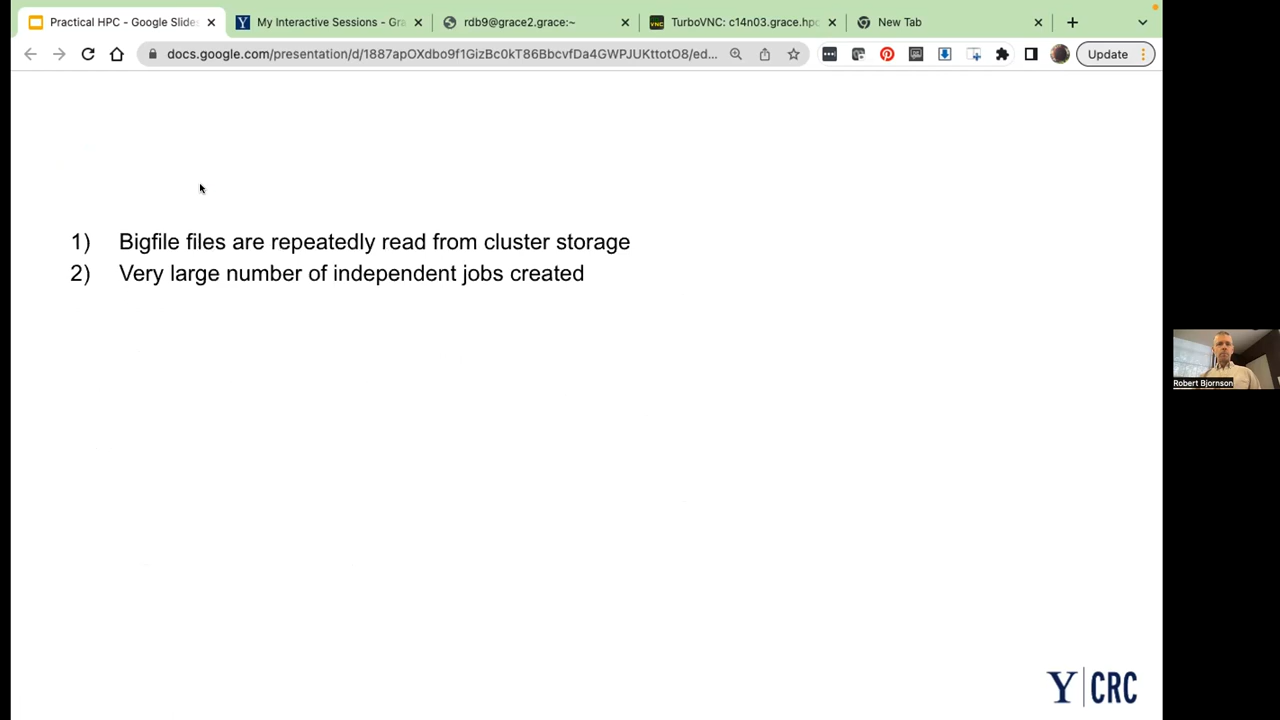 Practical HPC - Google Slide
My Interactive Sessions - Gra
rdb9@grace2.grace:~
VNC
TurboVNC: c14n03.grace.hpc
New Tab
docs.google.com/presentation/d/1887apOXdbo9f1GizBc0kT86BbcvfDa4GWPJUKttotO8/ed...
Update
1) Bigfile files are repeatedly read from cluster storage
2) Very large number of independent jobs created
Robert Bjornson
Y CRC